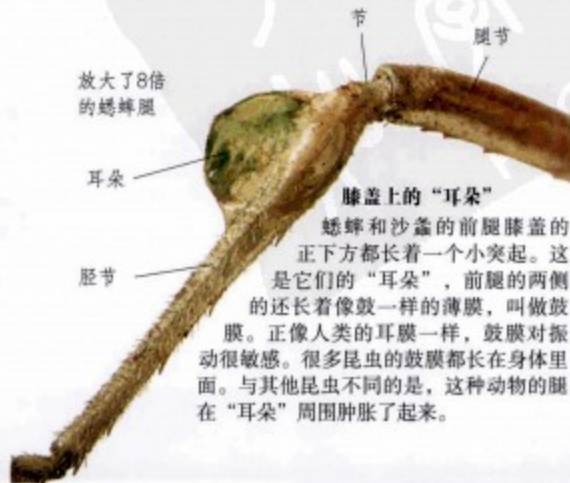 节
腿节
放大了8倍
的蟋蟀腿
耳朵
胫节
膝盖上的“耳朵”
蟋蟀和沙螽的前腿膝盖的
正下方都长着一个小突起。这
是它们的“耳朵”，前腿的两侧
的还长着像鼓一样的薄膜，叫做鼓
膜。正像人类的耳膜一样，鼓膜对振
动很敏感。很多昆虫的鼓膜都长在身体里
面。与其他昆虫不同的是，这种动物的腿
在“耳朵”周围肿胀了起来。